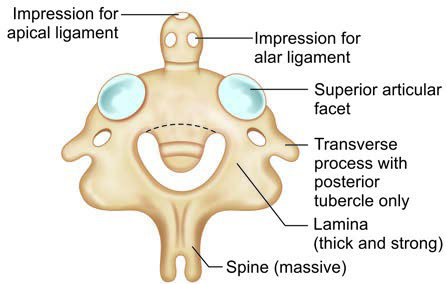 Impression for
apical ligament
Impression for
alar ligament
Superior articular
facet
Transverse
process with
posterior
tubercle only
Lamina
(thick and strong)
Spine (massive)